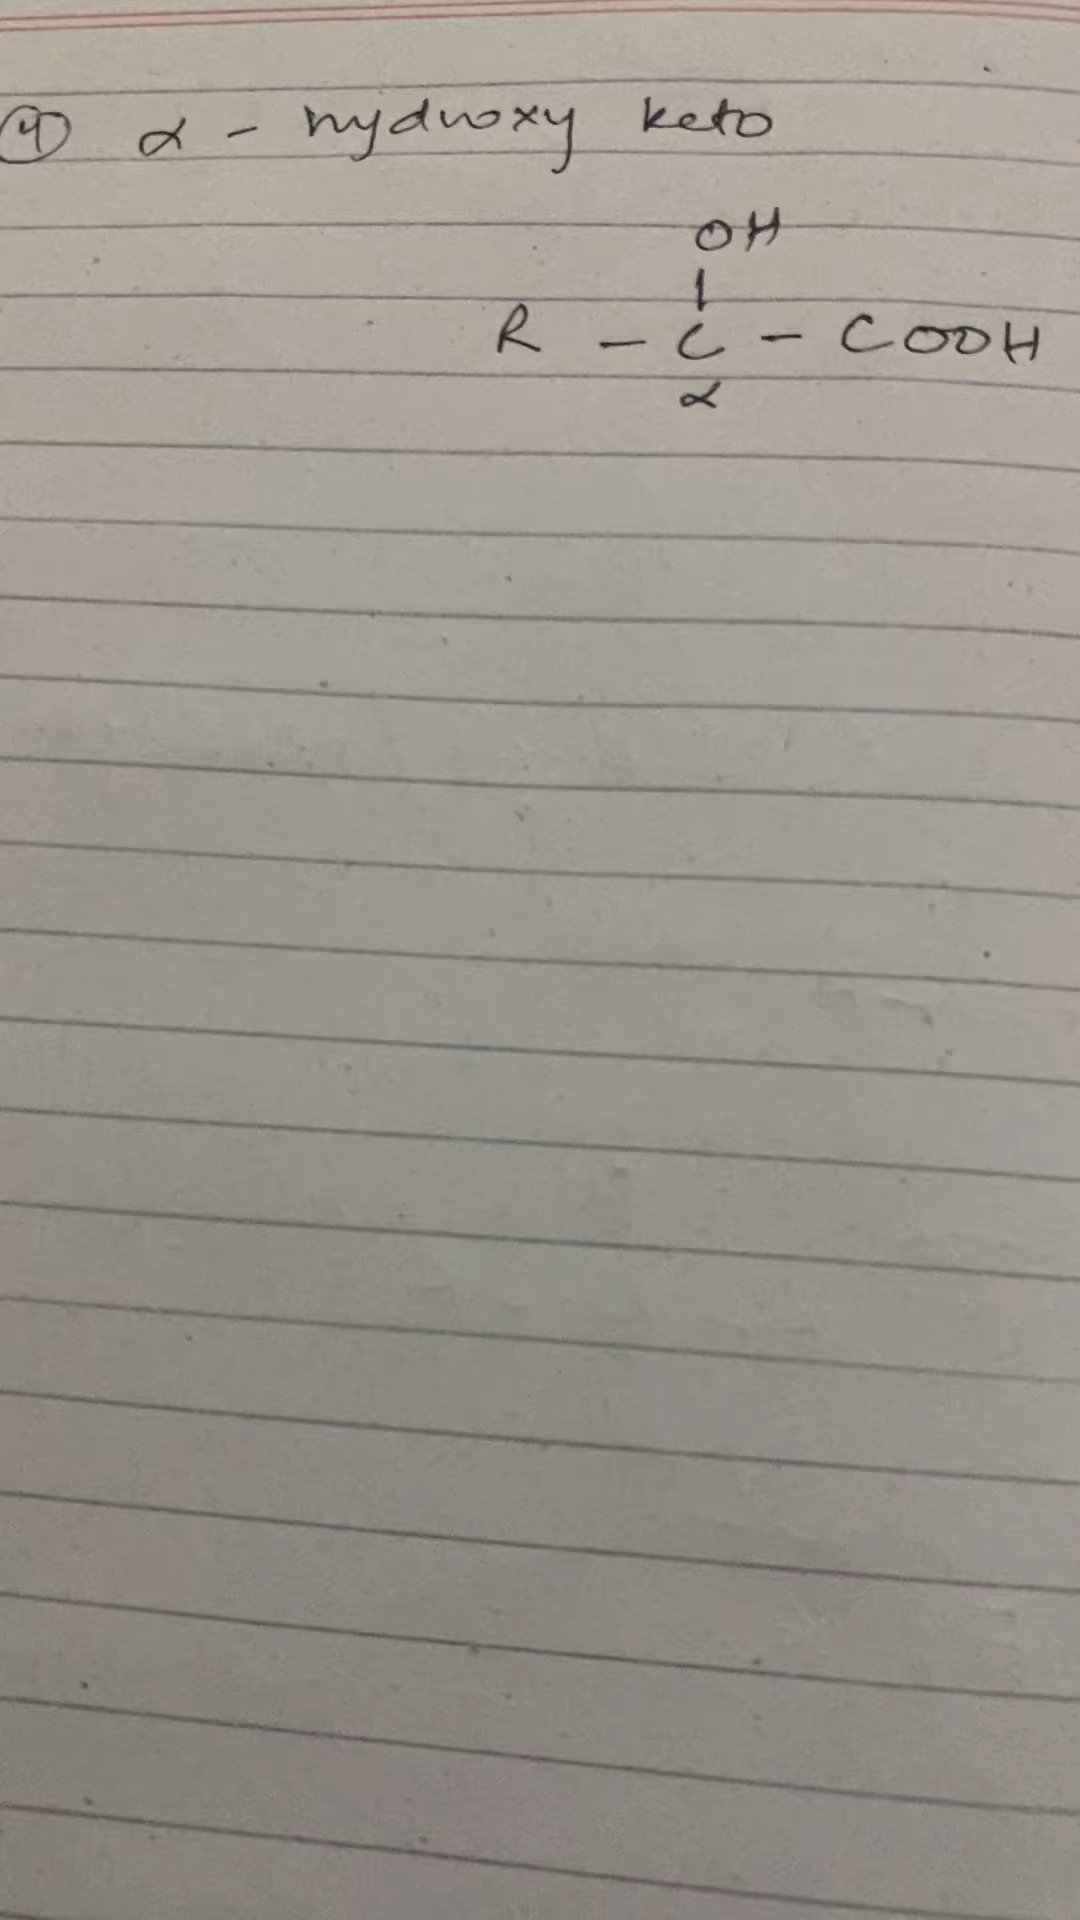 ④ α - hydroxy keto
OH
|
R - C - COOH
α